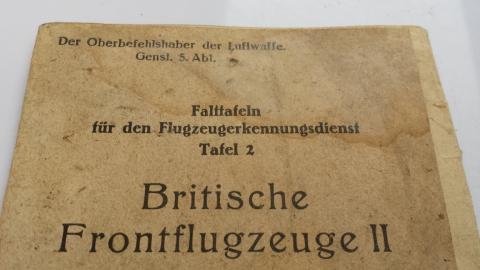 Der Oberbefehlshaber der Luftwaffe.
Genst. 5. Abt.
Falttafeln
für den Flugzeugerkennungsdienst
Tafel 2
Britische
Frontflugzeuge II